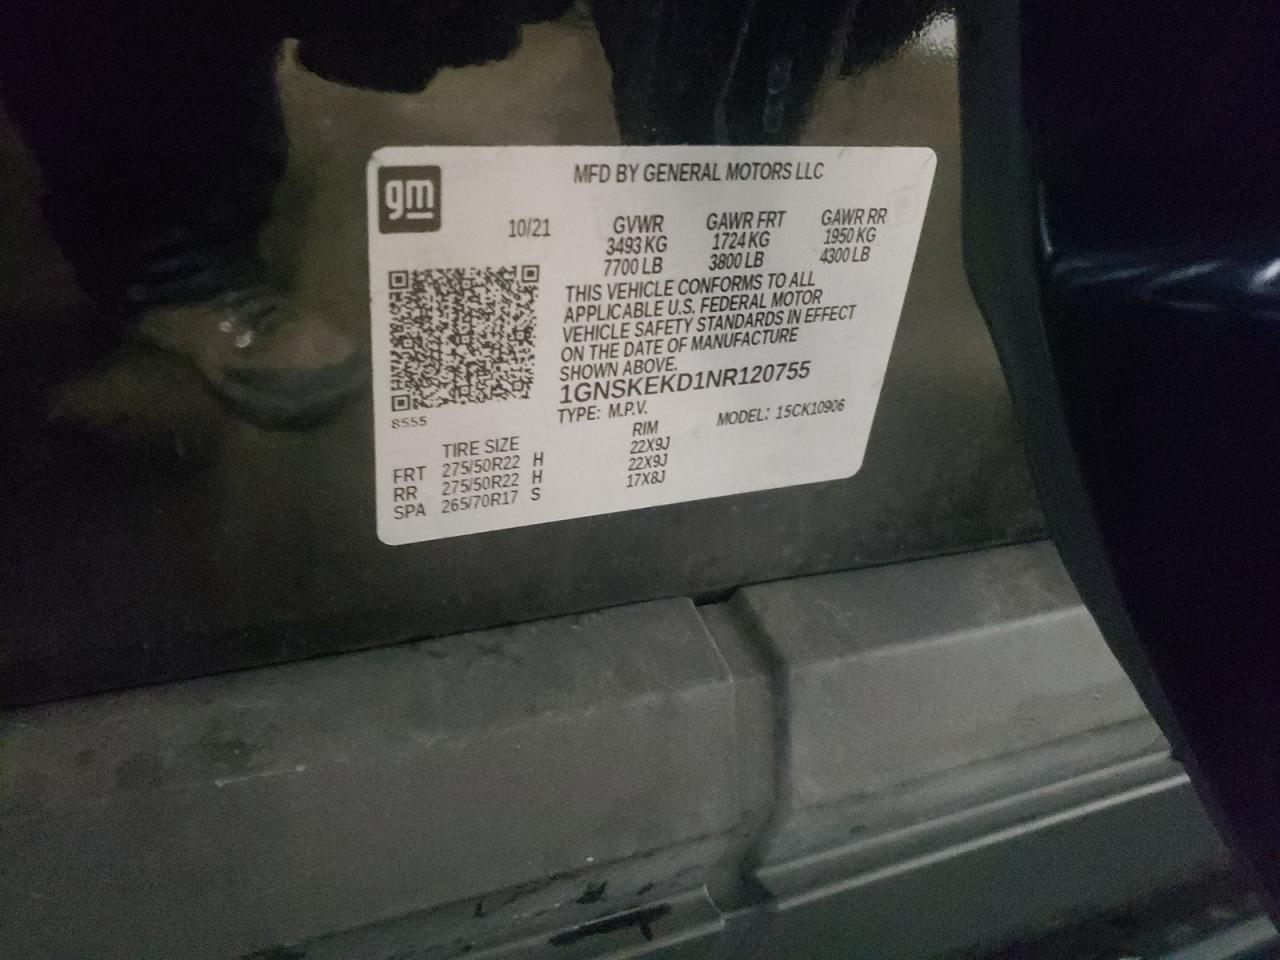 gm
MFD BY GENERAL MOTORS LLC
10/21 GVWR GAWR FRT GAWR RR
3493 KG 1724 KG 1950 KG
7700 LB 3800 LB 4300 LB
THIS VEHICLE CONFORMS TO ALL
APPLICABLE U.S. FEDERAL MOTOR
VEHICLE SAFETY STANDARDS IN EFFECT
ON THE DATE OF MANUFACTURE
SHOWN ABOVE.
1GNSKEKD1NR120755
8555
TYPE: M.P.V. MODEL: 15CK10906
TIRE SIZE RIM
FRT 275/50R22 H 22X9J
RR 275/50R22 H 22X9J
SPA 265/70R17 S 17X8J